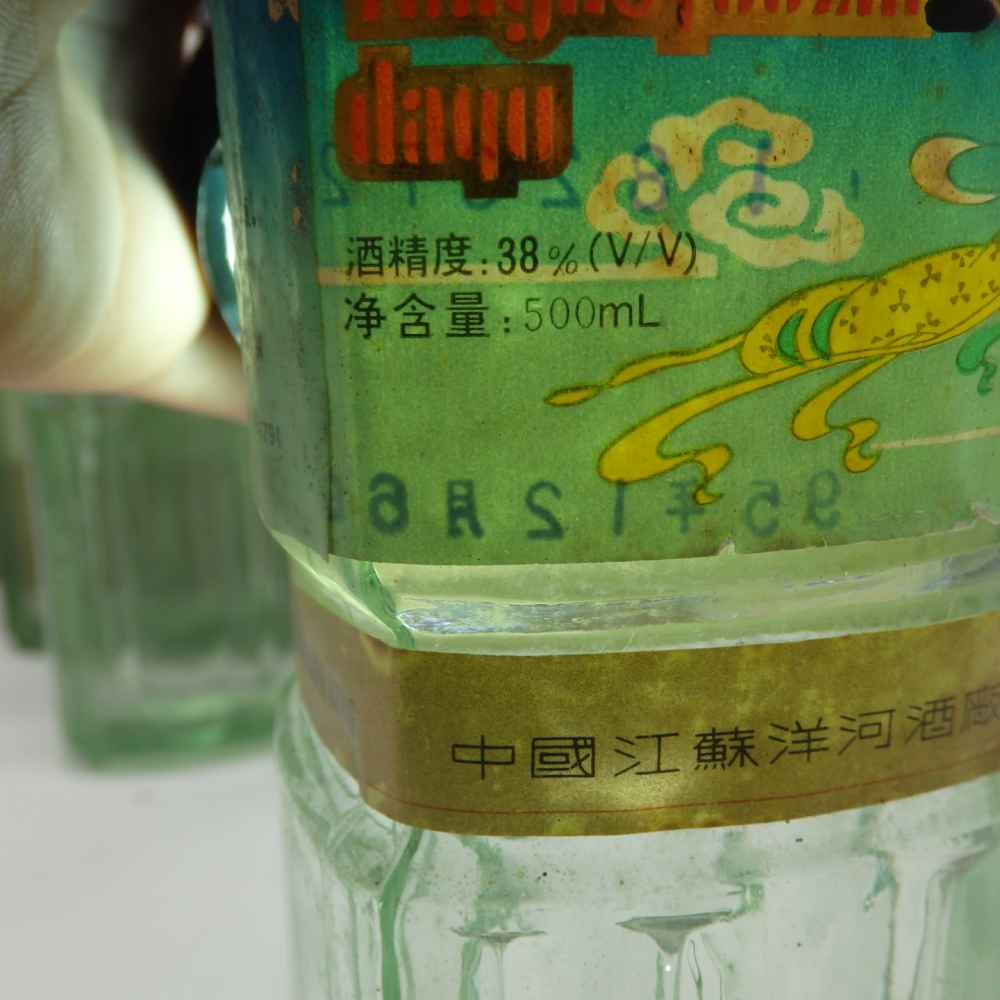 daqu
酒精度:38%(V/V)
净含量:500mL
95年12月6
中國江蘇洋河酒廠